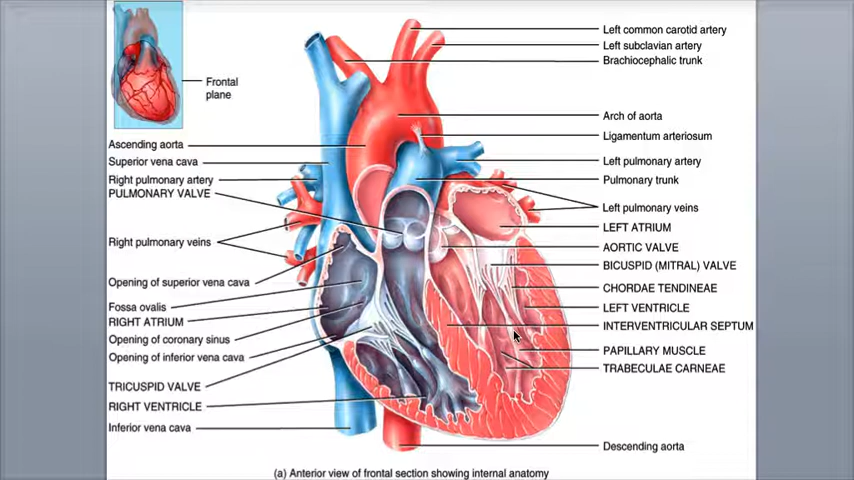 Frontal
plane
Ascending aorta
Superior vena cava
Right pulmonary artery
PULMONARY VALVE
Right pulmonary veins
Opening of superior vena cava
Fossa ovalis
RIGHT ATRIUM
Opening of coronary sinus
Opening of inferior vena cava
TRICUSPID VALVE
RIGHT VENTRICLE
Inferior vena cava
Left common carotid artery
Left subclavian artery
Brachiocephalic trunk
Arch of aorta
Ligamentum arteriosum
Left pulmonary artery
Pulmonary trunk
Left pulmonary veins
LEFT ATRIUM
AORTIC VALVE
BICUSPID (MITRAL) VALVE
CHORDAE TENDINEAE
LEFT VENTRICLE
INTERVENTRICULAR SEPTUM
PAPILLARY MUSCLE
TRABECULAE CARNEAE
Descending aorta
(a) Anterior view of frontal section showing internal anatomy